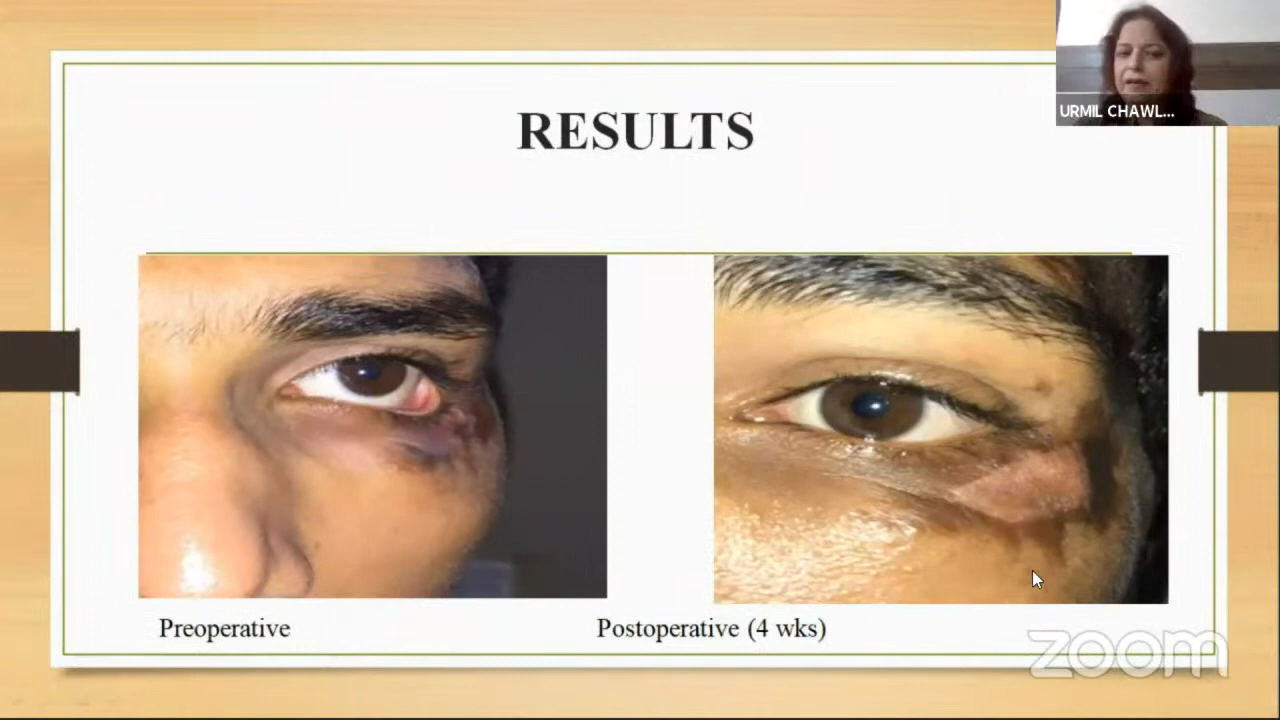 URMIL CHAWL...
RESULTS
Preoperative
Postoperative (4 wks)
zoom